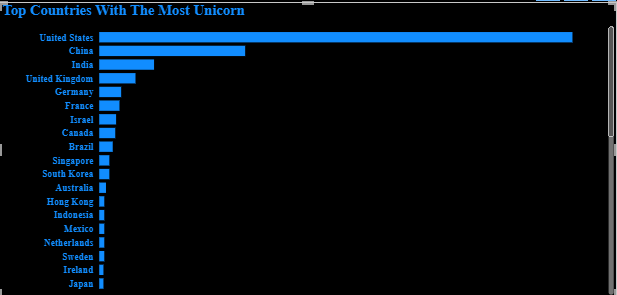 Top Countries With The Most Unicorn
United States
China
India
United Kingdom
Germany
France
Israel
Canada
Brazil
Singapore
South Korea
Australia
Hong Kong
Indonesia
Mexico
Netherlands
Sweden
Ireland
Japan